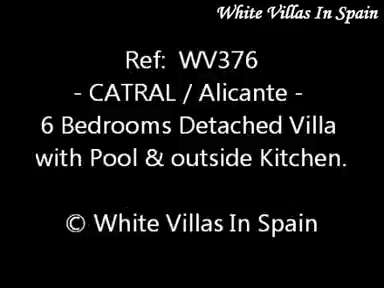 White Villas In Spain
Ref:  WV376
- CATRAL / Alicante -
6 Bedrooms Detached Villa
with Pool & outside Kitchen.
© White Villas In Spain